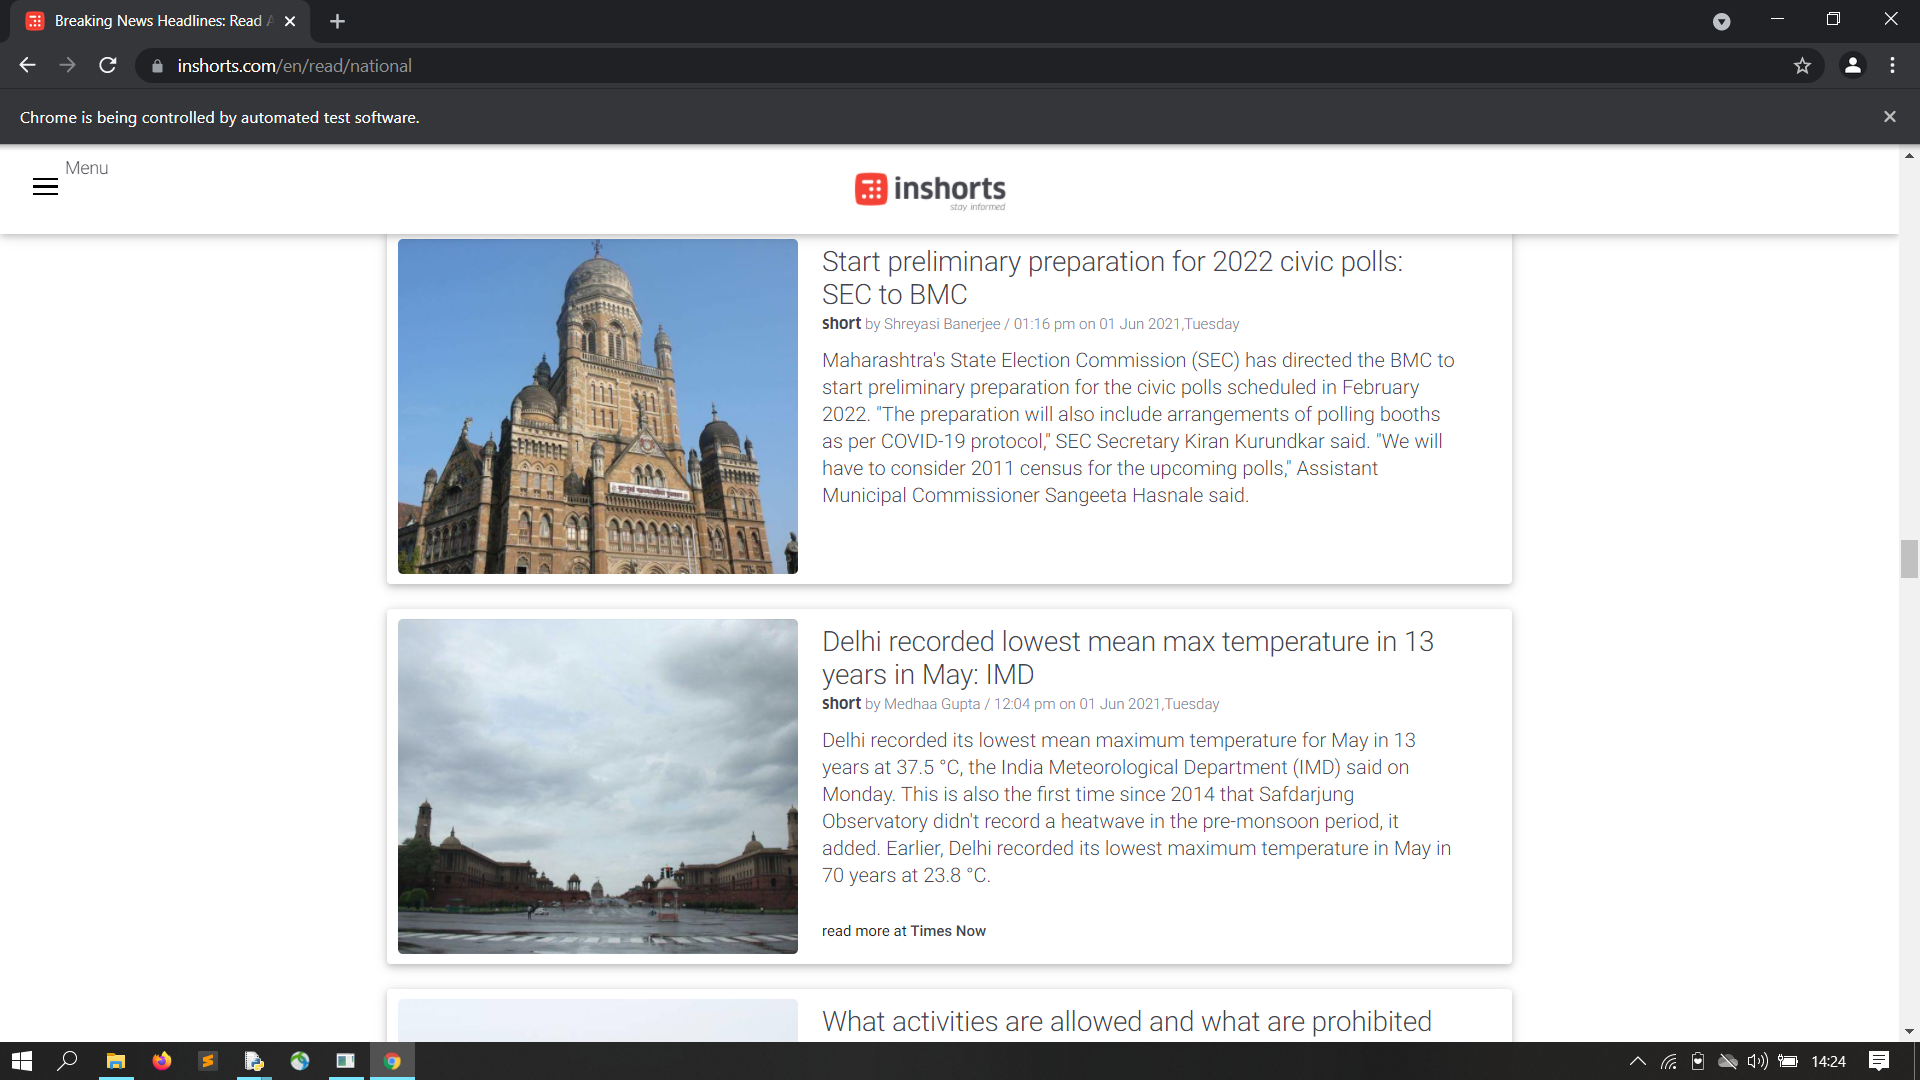 Breaking News Headlines: Read A
inshorts.com/en/read/national
Chrome is being controlled by automated test software.
Menu
inshorts
stay informed
Start preliminary preparation for 2022 civic polls:
SEC to BMC
short by Shreyasi Banerjee / 01:16 pm on 01 Jun 2021,Tuesday
Maharashtra's State Election Commission (SEC) has directed the BMC to
start preliminary preparation for the civic polls scheduled in February
2022. "The preparation will also include arrangements of polling booths
as per COVID-19 protocol," SEC Secretary Kiran Kurundkar said. "We will
have to consider 2011 census for the upcoming polls," Assistant
Municipal Commissioner Sangeeta Hasnale said.
Delhi recorded lowest mean max temperature in 13
years in May: IMD
short by Medhaa Gupta / 12:04 pm on 01 Jun 2021,Tuesday
Delhi recorded its lowest mean maximum temperature for May in 13
years at 37.5 °C, the India Meteorological Department (IMD) said on
Monday. This is also the first time since 2014 that Safdarjung
Observatory didn't record a heatwave in the pre-monsoon period, it
added. Earlier, Delhi recorded its lowest maximum temperature in May in
70 years at 23.8 °C.
read more at Times Now
What activities are allowed and what are prohibited
14:24